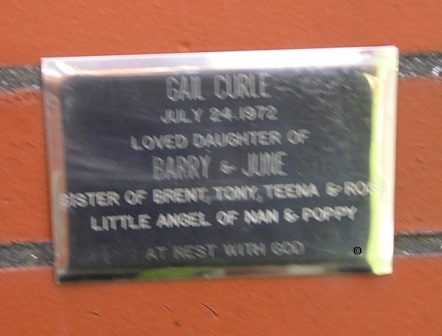 GAIL CURLE
JULY 24.1972
LOVED DAUGHTER OF
BARRY & JUNE
SISTER OF BRENT, TONY, TEENA &
LITTLE ANGEL OF NAN & POPPY
AT REST WITH GOD
©